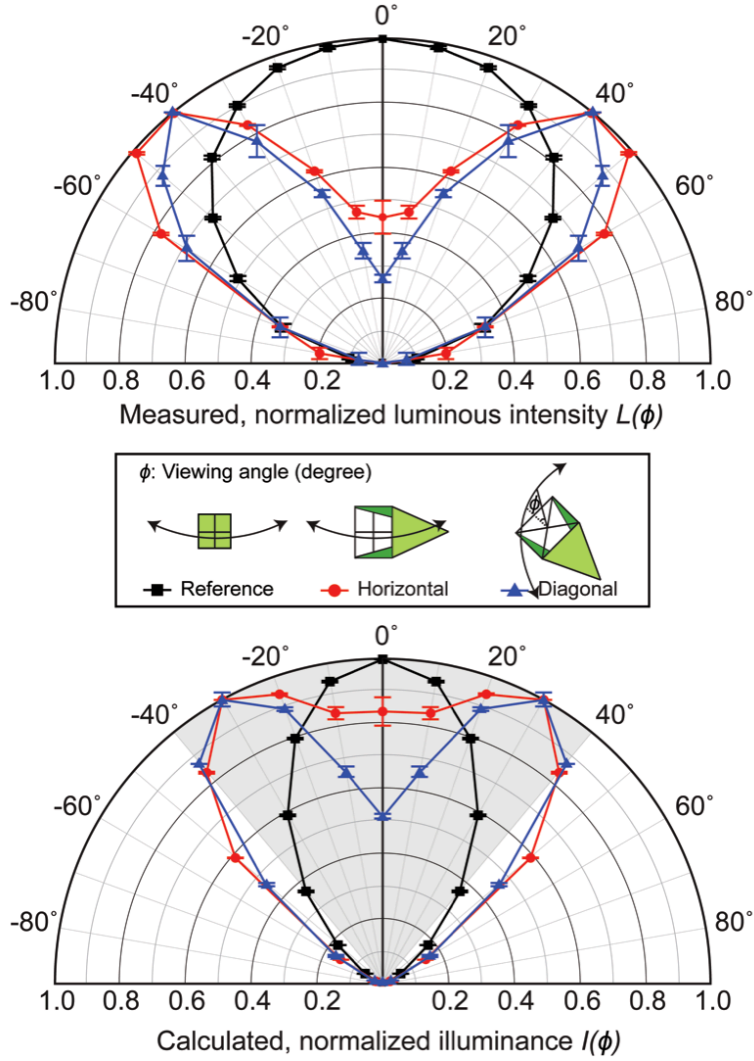 0°
-20° 20°
-40° 40°
-60° 60°
-80° 80°
1.0 0.8 0.6 0.4 0.2 0.2 0.4 0.6 0.8 1.0
Measured, normalized luminous intensity L(ϕ)
ϕ: Viewing angle (degree)
ϕ
Reference Horizontal Diagonal
0°
-20° 20°
-40° 40°
-60° 60°
-80° 80°
1.0 0.8 0.6 0.4 0.2 0.2 0.4 0.6 0.8 1.0
Calculated, normalized illuminance I(ϕ)